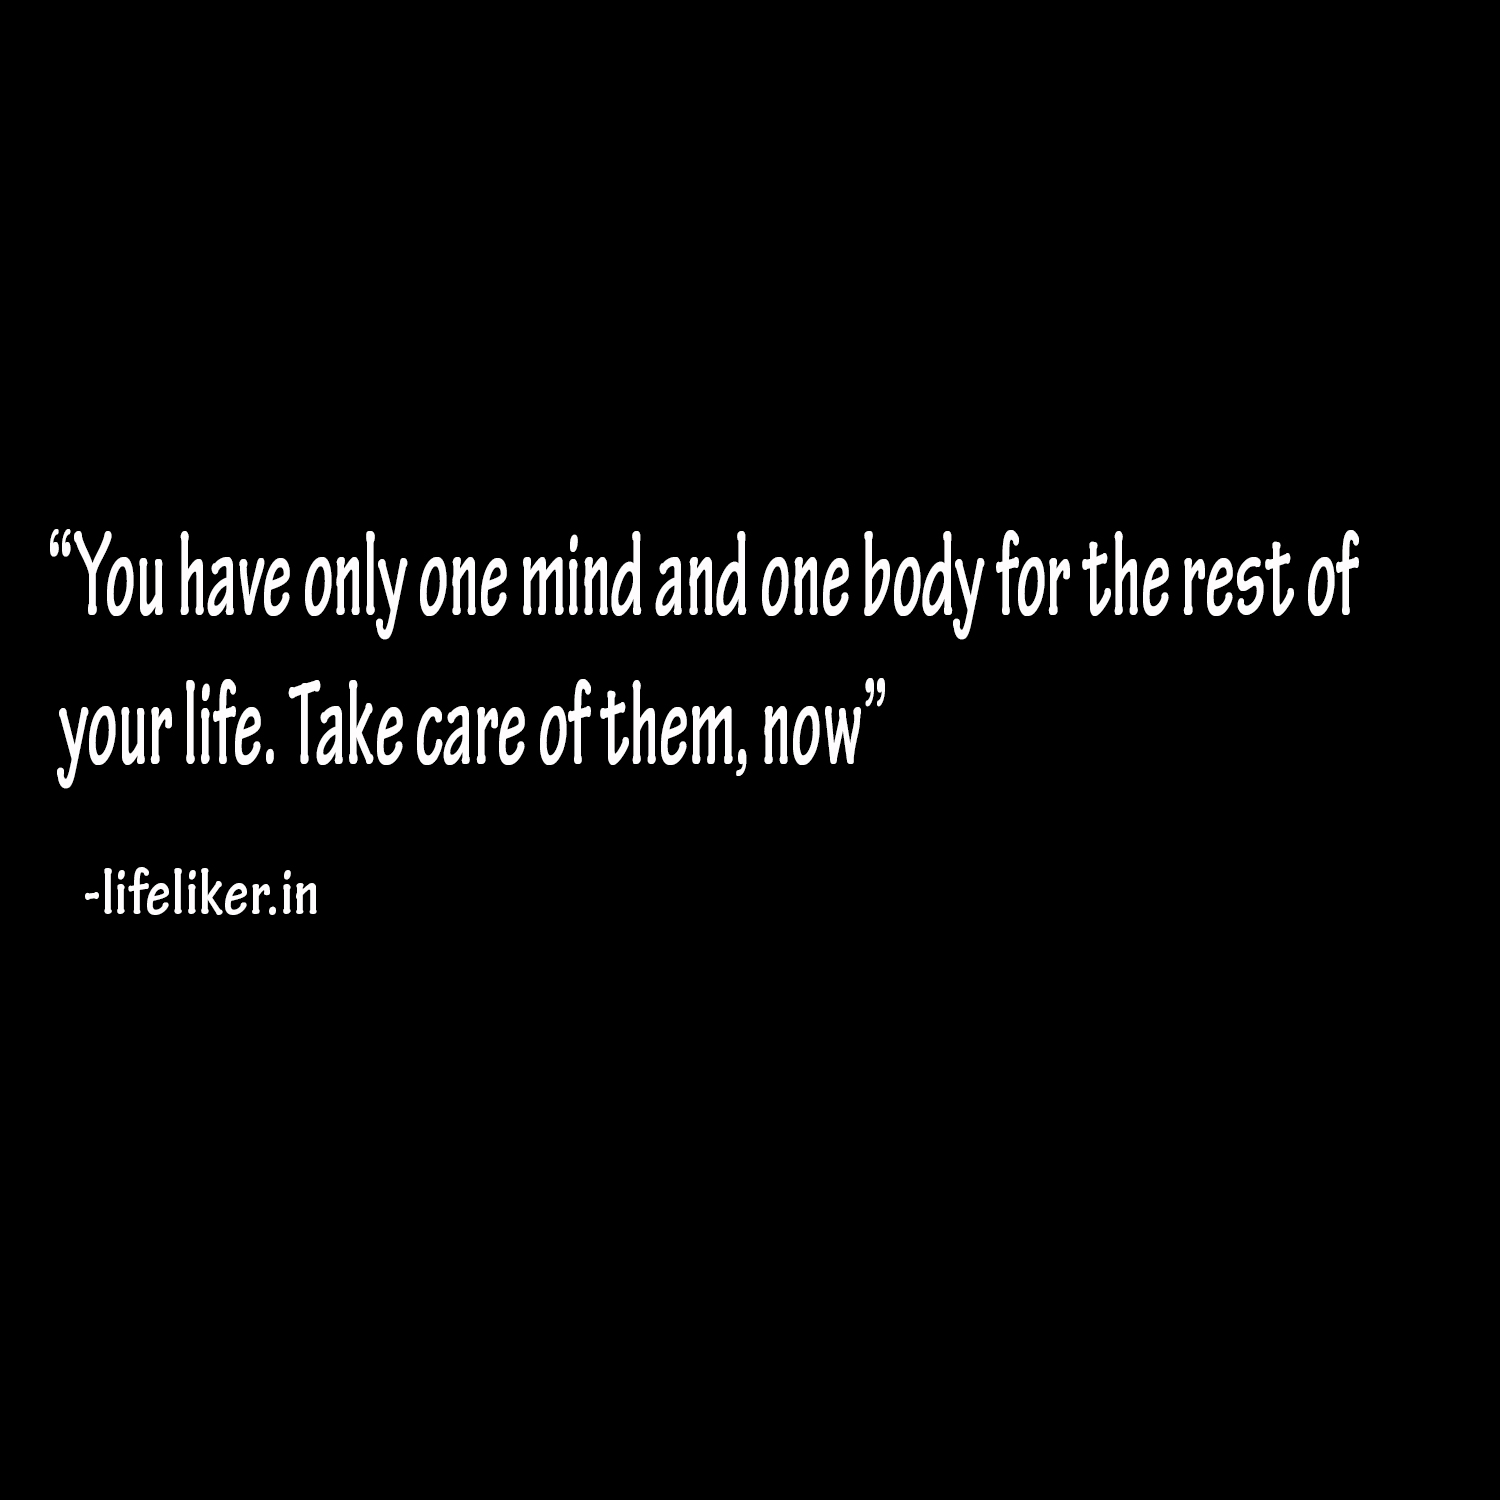 “You have only one mind and one body for the rest of
your life. Take care of them, now”
-lifeliker.in